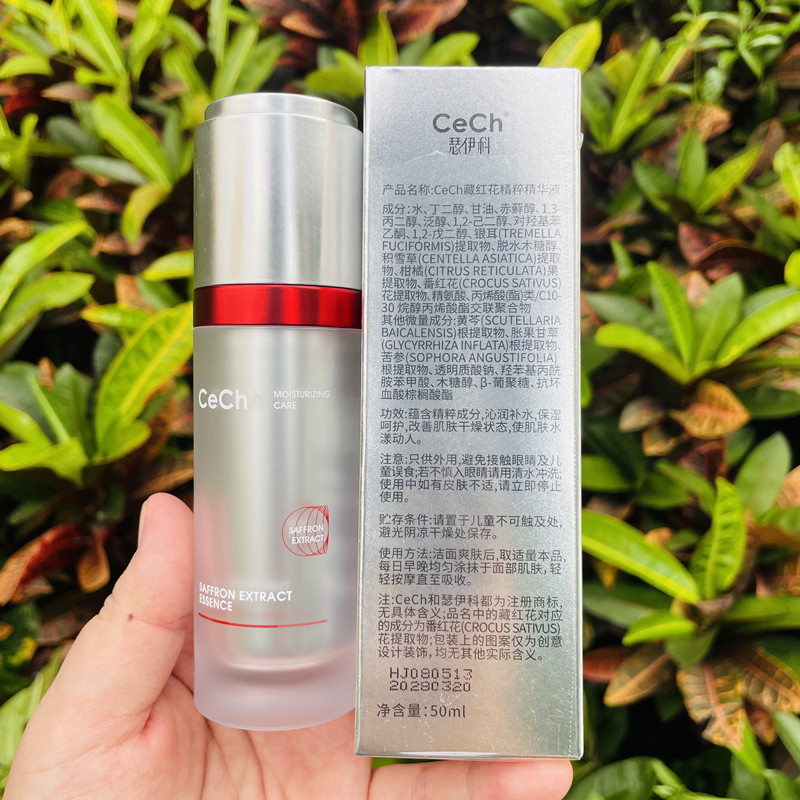 CeCh
MOISTURIZING
CARE
SAFFRON
EXTRACT
SAFFRON EXTRACT
ESSENCE
CeCh®
瑟伊科
产品名称:CeCh藏红花精粹精华液
成分:水、丁二醇、甘油、赤藓醇、1,3-
丙二醇、泛醇、1,2-己二醇、对羟基苯
乙酮、1,2-戊二醇、银耳(TREMELLA
FUCIFORMIS)提取物、脱水木糖醇、
积雪草(CENTELLA ASIATICA)提取
物、柑橘(CITRUS RETICULATA)果
提取物、番红花(CROCUS SATIVUS)
花提取物、精氨酸、丙烯酸(酯)类/C10-
30 烷醇丙烯酸酯交联聚合物
其他微量成分:黄芩(SCUTELLARIA
BAICALENSIS)根提取物、胀果甘草
(GLYCYRRHIZA INFLATA)根提取物、
苦参(SOPHORA ANGUSTIFOLIA)
根提取物、透明质酸钠、羟苯基丙酰
胺苯甲酸、木糖醇、β-葡聚糖、抗坏
血酸棕榈酸酯
功效:蕴含精粹成分,沁润补水,保湿
呵护,改善肌肤干燥状态,使肌肤水
漾动人。
注意:只供外用,避免接触眼睛及儿
童误食;若不慎入眼睛请用清水冲洗;
使用中如有皮肤不适,请立即停止
使用。
贮存条件:请置于儿童不可触及处,
避光阴凉干燥处保存。
使用方法:洁面爽肤后,取适量本品,
每日早晚均匀涂抹于面部肌肤,轻
轻按摩直至吸收。
注:CeCh和瑟伊科都为注册商标,
无具体含义;品名中的藏红花对应
的成分为番红花(CROCUS SATIVUS)
花提取物;包装上的图案仅为创意
设计装饰,均无其他实际含义。
HJ080513
20280320
净含量:50ml